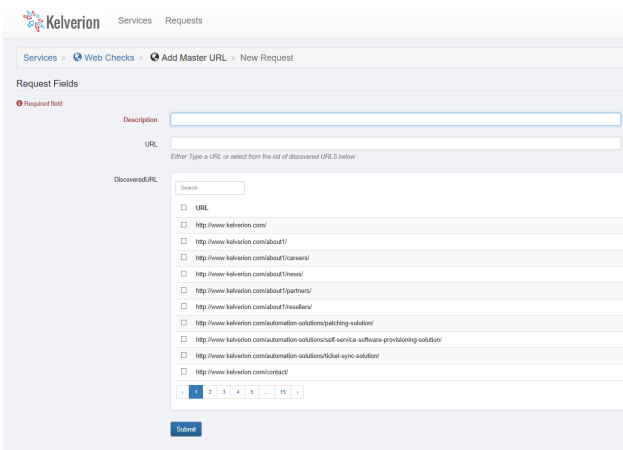 Kelverion Services Requests
Services » Web Checks » Add Master URL » New Request
Request Fields
Required field
Description
URL
Either Type a URL or select from the list of discovered URLS below
DiscoveredURL
Search
URL
http://www.kelverion.com/
http://www.kelverion.com/about1/
http://www.kelverion.com/about1/careers/
http://www.kelverion.com/about1/news/
http://www.kelverion.com/about1/partners/
http://www.kelverion.com/about1/resellers/
http://www.kelverion.com/automation-solutions/patching-solution/
http://www.kelverion.com/automation-solutions/self-service-software-provisioning-solution/
http://www.kelverion.com/automation-solutions/ticket-sync-solution/
http://www.kelverion.com/contact/
‹ 1 2 3 4 5 ... 15 ›
Submit